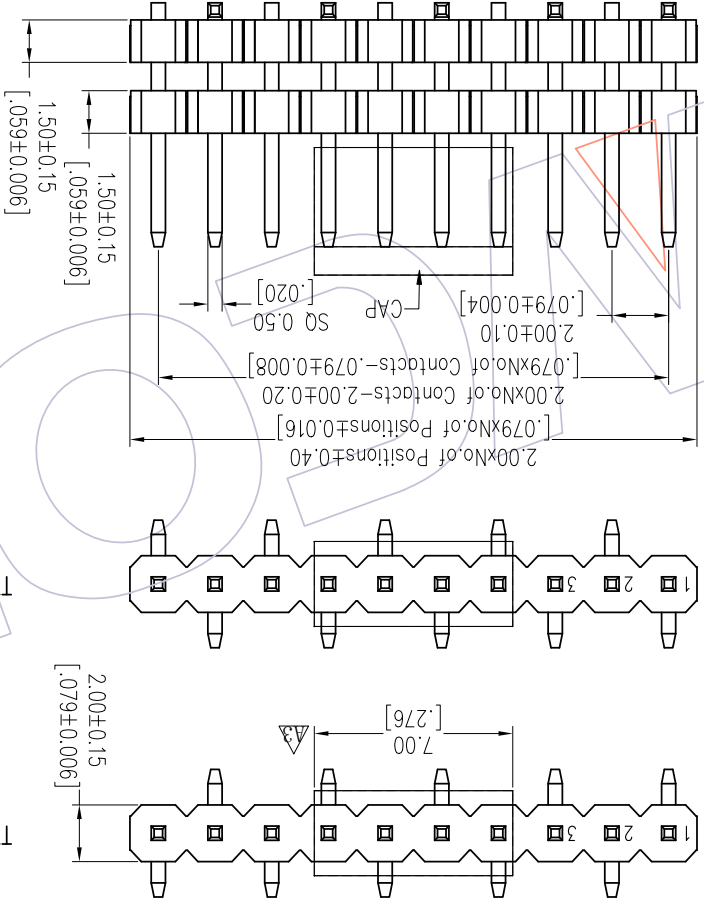 1.50±0.15
[.059±0.006]
1.50±0.15
[.059±0.006]
SQ 0.50
[.020]
CAP
2.00±0.10
[.079±0.004]
2.00xNo.of Contacts-2.00±0.20
[.079xNo.of Contacts-.079±0.008]
2.00xNo.of Positions±0.40
[.079xNo.of Positions±0.016]
3
2
1
2.00±0.15
[.079±0.006]
7.00
[.276]
A3
3
2
1